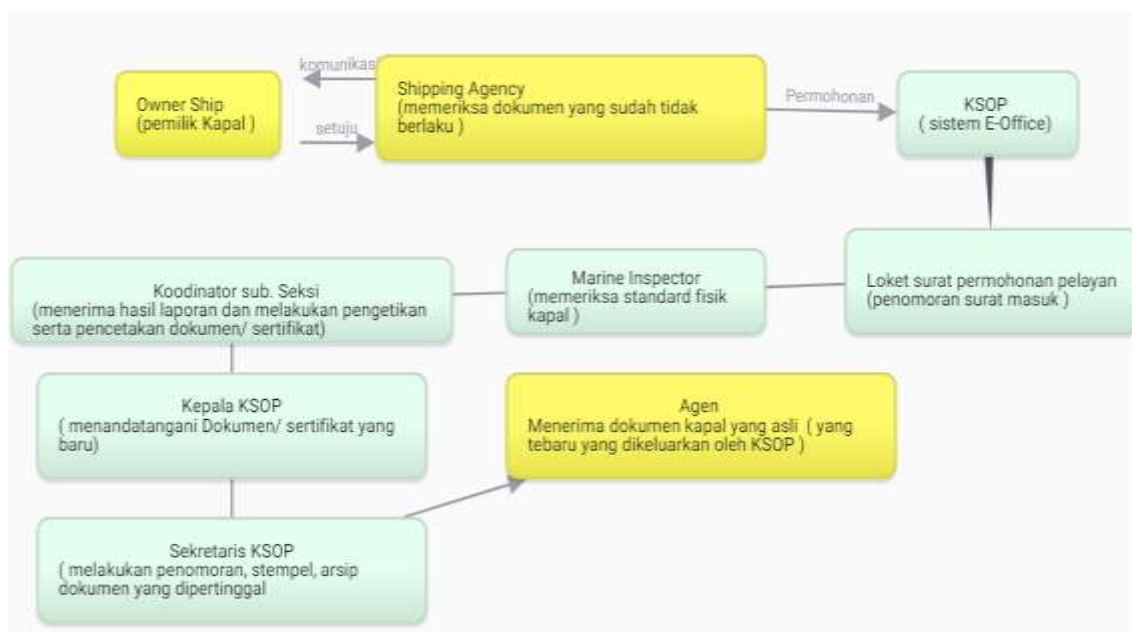 komunikasi
Owner Ship
(pemilik Kapal )
setuju
Shipping Agency
(memeriksa dokumen yang sudah tidak
berlaku )
Permohonan
KSOP
( sistem E-Office)
Loket surat permohonan pelayan
(penomoran surat masuk )
Marine Inspector
(memeriksa standard fisik
kapal )
Koodinator sub. Seksi
(menerima hasil laporan dan melakukan pengetikan
serta pencetakan dokumen/ sertifikat)
Kepala KSOP
( menandatangani Dokumen/ sertifikat yang
baru)
Sekretaris KSOP
( melakukan penomoran, stempel, arsip
dokumen yang dipertinggal
Agen
Menerima dokumen kapal yang asli ( yang
tebaru yang dikeluarkan oleh KSOP )